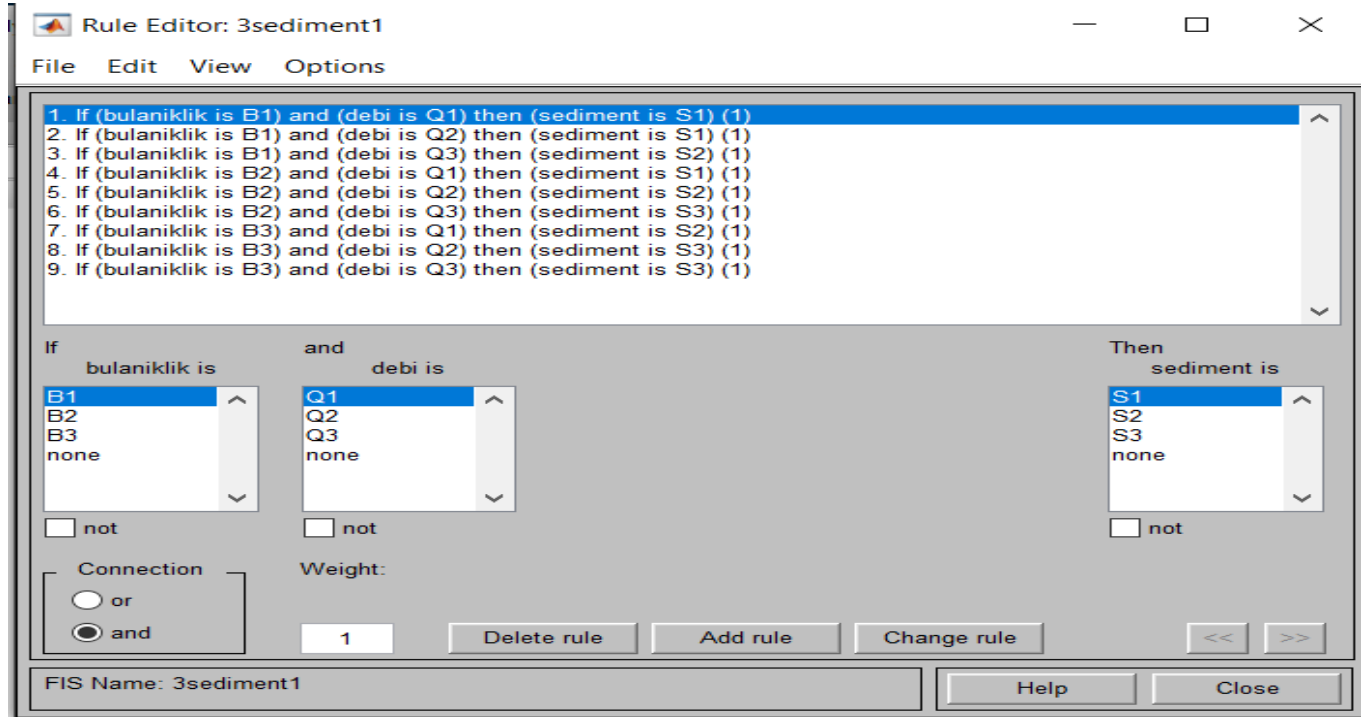 Rule Editor: 3sediment1
File Edit View Options
1. If (bulaniklik is B1) and (debi is Q1) then (sediment is S1) (1)
2. If (bulaniklik is B1) and (debi is Q2) then (sediment is S1) (1)
3. If (bulaniklik is B1) and (debi is Q3) then (sediment is S2) (1)
4. If (bulaniklik is B2) and (debi is Q1) then (sediment is S1) (1)
5. If (bulaniklik is B2) and (debi is Q2) then (sediment is S2) (1)
6. If (bulaniklik is B2) and (debi is Q3) then (sediment is S3) (1)
7. If (bulaniklik is B3) and (debi is Q1) then (sediment is S2) (1)
8. If (bulaniklik is B3) and (debi is Q2) then (sediment is S3) (1)
9. If (bulaniklik is B3) and (debi is Q3) then (sediment is S3) (1)
If and Then
bulaniklik is debi is sediment is
B1 Q1 S1
B2 Q2 S2
B3 Q3 S3
none none none
not not not
Connection Weight:
or
and 1 Delete rule Add rule Change rule << >>
FIS Name: 3sediment1 Help Close